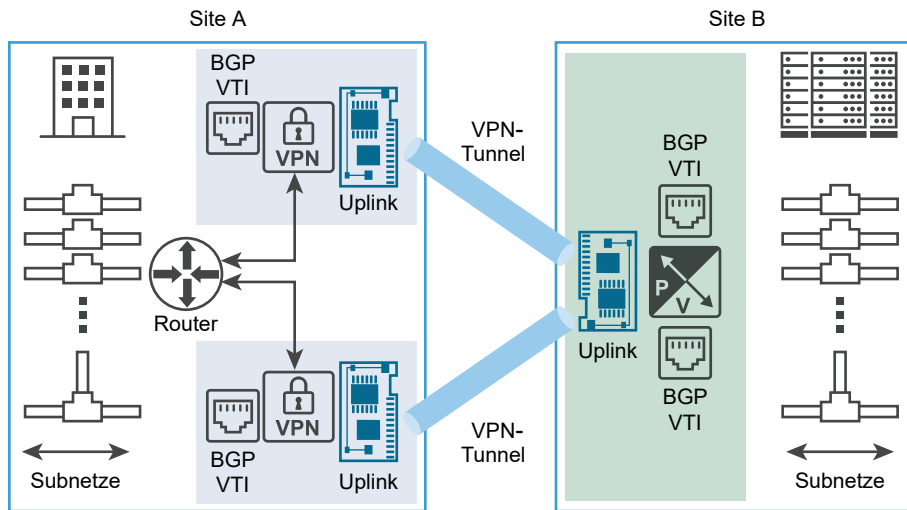 Site A
Site B
BGP
VTI
VPN
Uplink
VPN-
Tunnel
BGP
VTI
Router
P
V
Uplink
BGP
VTI
VPN
BGP
VTI
Uplink
VPN-
Tunnel
Subnetze
Subnetze